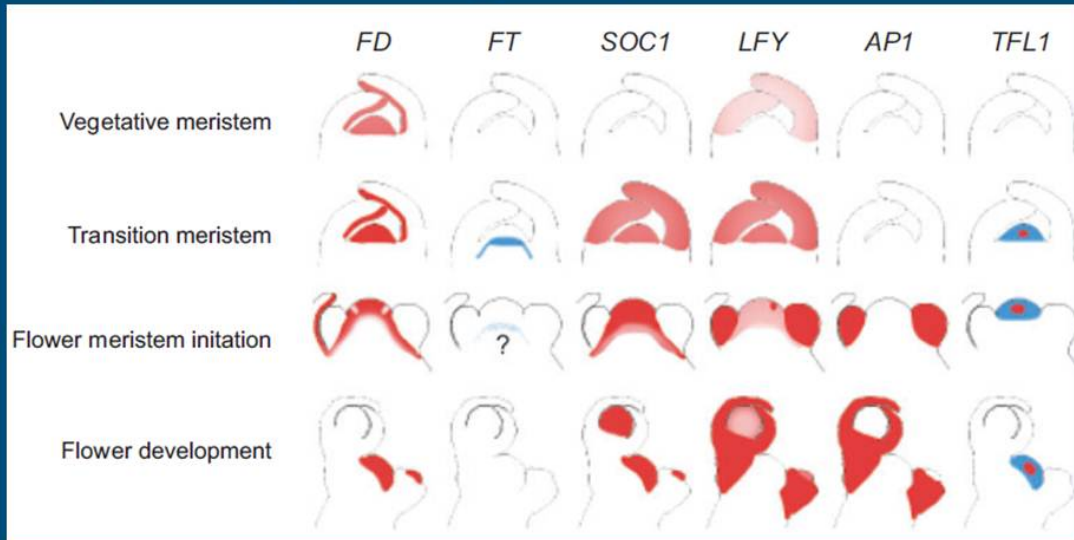 FD FT SOC1 LFY AP1 TFL1
Vegetative meristem
Transition meristem
Flower meristem initation
?
Flower development